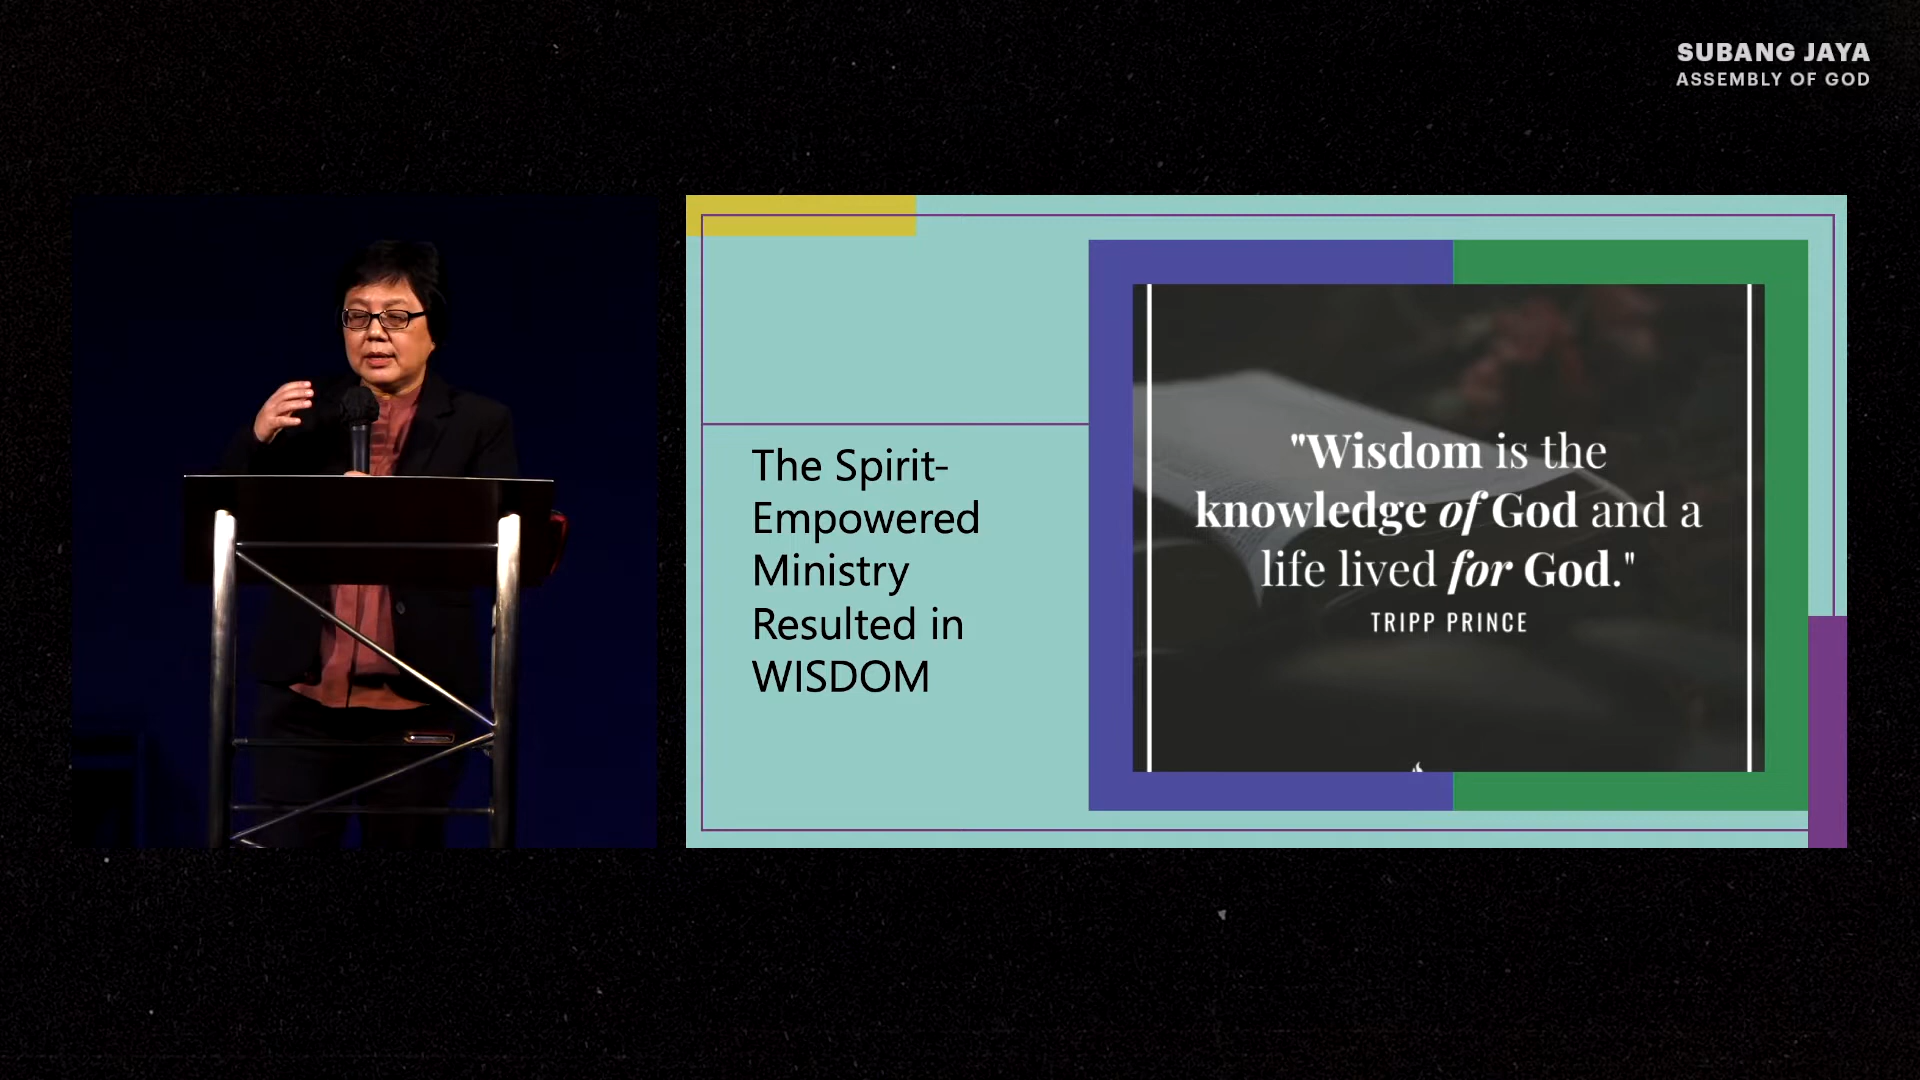 SUBANG JAYA
ASSEMBLY OF GOD
The Spirit-
Empowered
Ministry
Resulted in
WISDOM
"Wisdom is the
knowledge of God and a
life lived for God."
TRIPP PRINCE